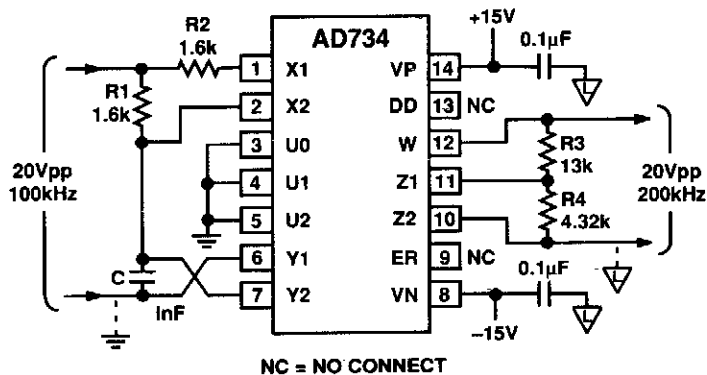 R2
1.6k
R1
1.6k
20Vpp
100kHz
C
InF
AD734
1 X1
2 X2
3 U0
4 U1
5 U2
6 Y1
7 Y2
VP 14
DD 13 NC
W 12
Z1 11
Z2 10
ER 9 NC
VN 8
+15V
0.1µF
L
R3
13k
R4
4.32k
20Vpp
200kHz
L
0.1µF
L
–15V
NC = NO CONNECT